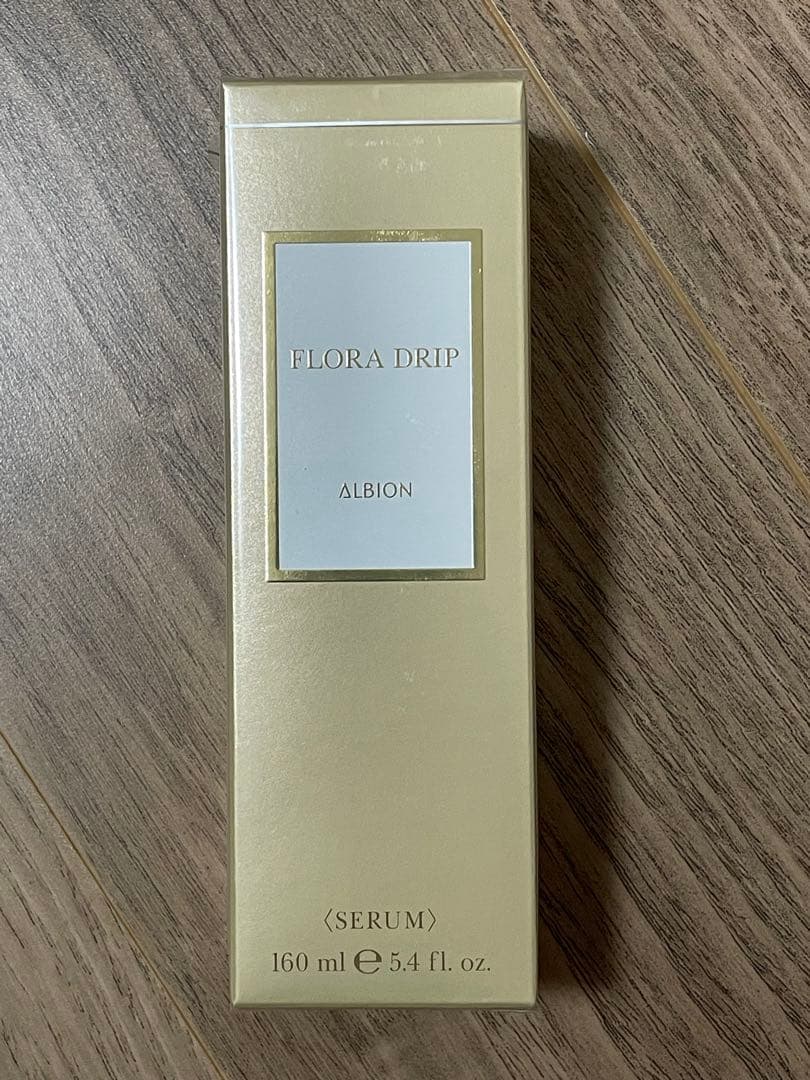 FLORA DRIP
ALBION
〈SERUM〉
160 ml ℮ 5.4 fl. oz.